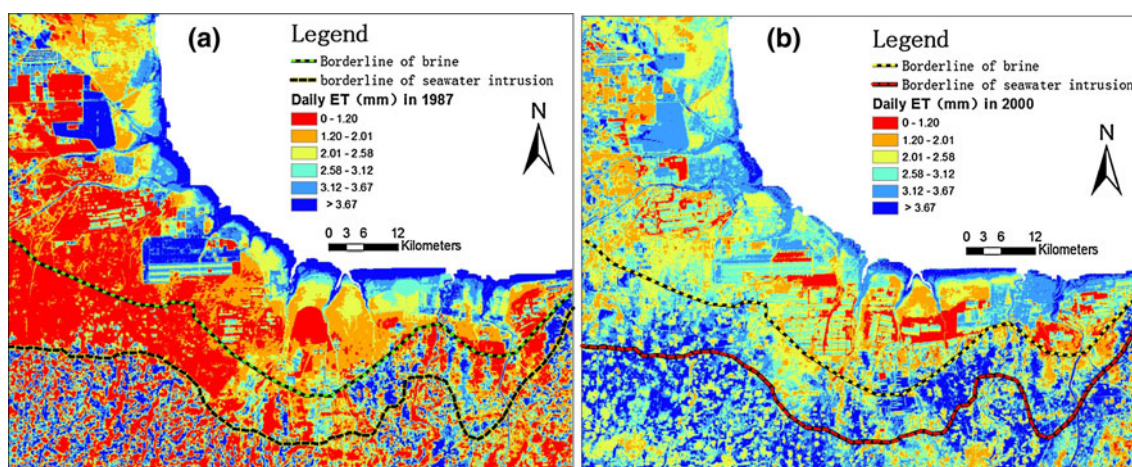 (a)
Legend
Borderline of brine
borderline of seawater intrusion
Daily ET (mm) in 1987
0 - 1.20
1.20 - 2.01
2.01 - 2.58
2.58 - 3.12
3.12 - 3.67
> 3.67
N
0 3 6 12
Kilometers
(b)
Legend
Borderline of brine
Borderline of seawater intrusion
Daily ET (mm) in 2000
0 - 1.20
1.20 - 2.01
2.01 - 2.58
2.58 - 3.12
3.12 - 3.67
> 3.67
N
0 3 6 12
Kilometers